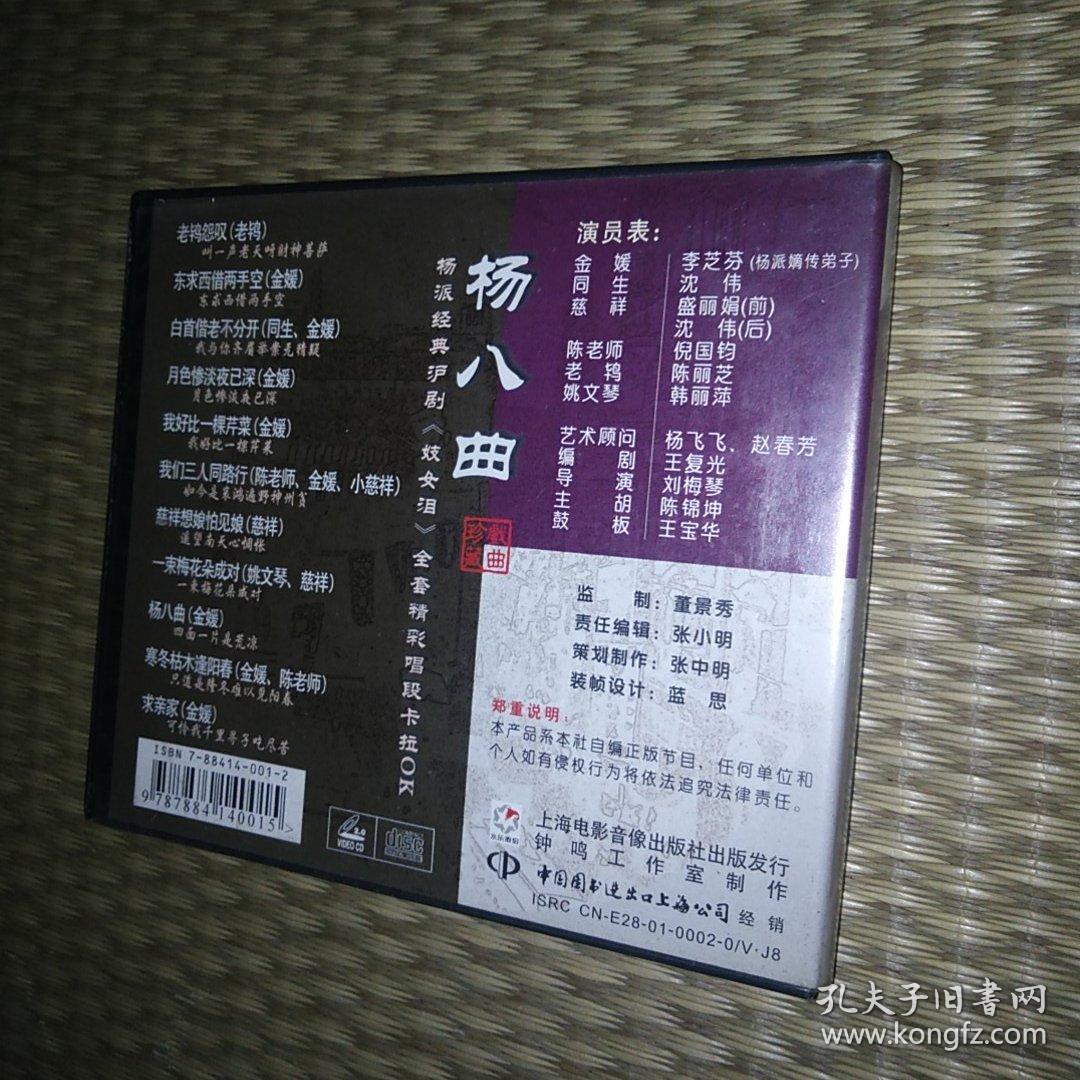 老鸨怨叹(老鸨)
叫一声老天呀财神菩萨
东求西借两手空(金媛)
东求西借两手空
白首偕老不分开(同生、金媛)
我与你齐眉举案无猜疑
月色惨淡夜已深(金媛)
月色惨淡夜已深
我好比一棵芹菜(金媛)
我好比一棵芹菜
我们三人同路行(陈老师、金媛、小慈祥)
如今是哀鸿遍野神州贫
慈祥想娘怕见娘(慈祥)
遥望南天心惆怅
一束梅花朵成对(姚文琴、慈祥)
一束梅花朵成对
杨八曲(金媛)
四面一片是荒凉
寒冬枯木逢阳春(金媛、陈老师)
只道是隆冬难以见阳春
求亲家(金媛)
可怜我千里寻子吃尽苦
ISBN 7-88414-001-2
9787884140015>
2.0
VIDEO CD
disc
杨派经典沪剧《妓女泪》全套精彩唱段卡拉OK
杨八曲
戏曲
珍藏
演员表：
金媛 李芝芬(杨派嫡传弟子)
同生 沈伟
慈祥 盛丽娟(前)
沈伟(后)
陈老师 倪国钧
老鸨 陈丽芝
姚文琴 韩丽萍
艺术顾问 杨飞飞、赵春芳
编剧 王复光
导演 刘梅琴
主胡 陈锦坤
鼓板 王宝华
监制：董景秀
责任编辑：张小明
策划制作：张中明
装帧设计：蓝思
郑重说明：
本产品系本社自编正版节目、任何单位和
个人如有侵权行为将依法追究法律责任。
上海电影音像出版社出版发行
钟鸣工作室制作
中国图书进出口上海公司 经销
ISRC CN-E28-01-0002-0/V·J8
孔夫子旧书网
www.kongfz.com